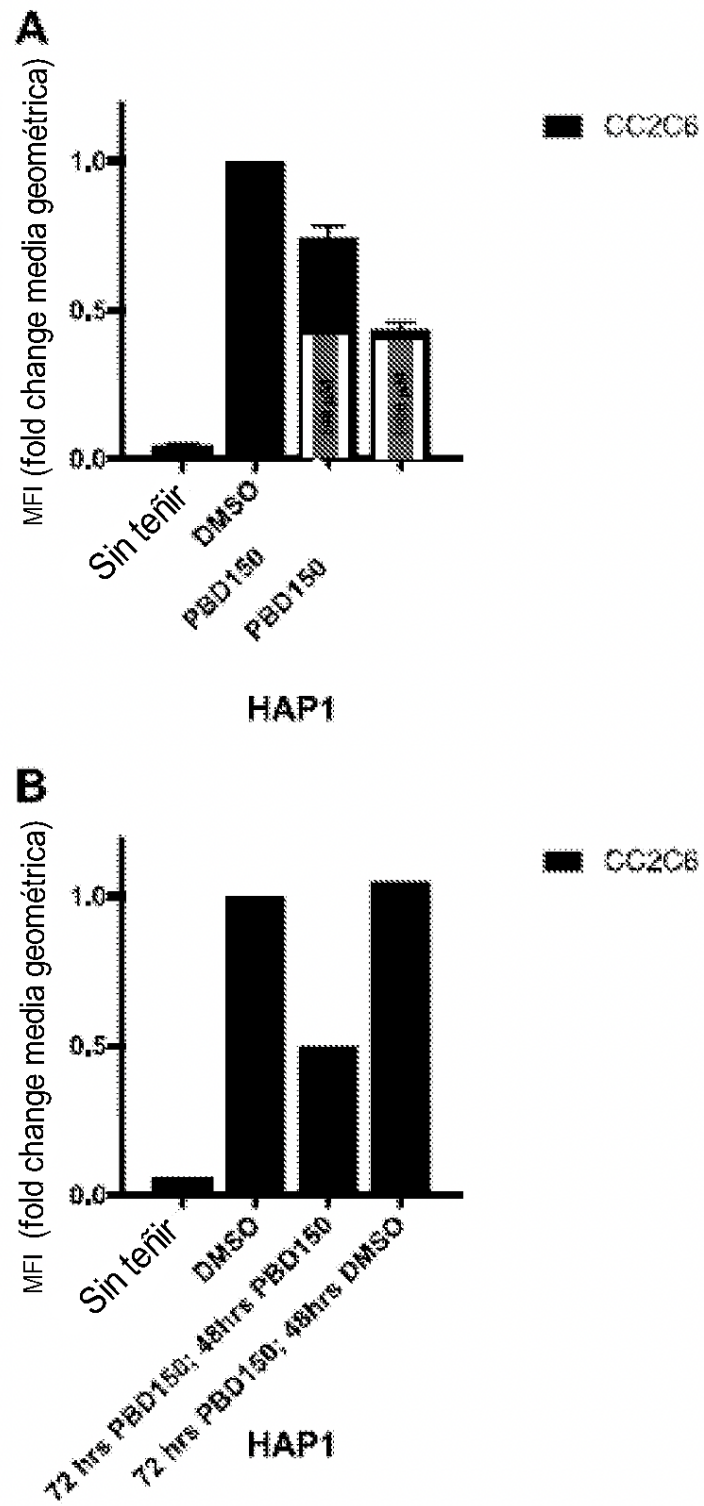 A
MFI (fold change media geométrica)
CC2C6
1.0
0.5
0.0
Sin teñir
DMSO
PBD150
PBD150
HAP1
B
MFI (fold change media geométrica)
CC2C6
1.0
0.5
0.0
Sin teñir
DMSO
72 hrs PBD150; 48hrs PBD150
72 hrs PBD150; 48hrs DMSO
HAP1